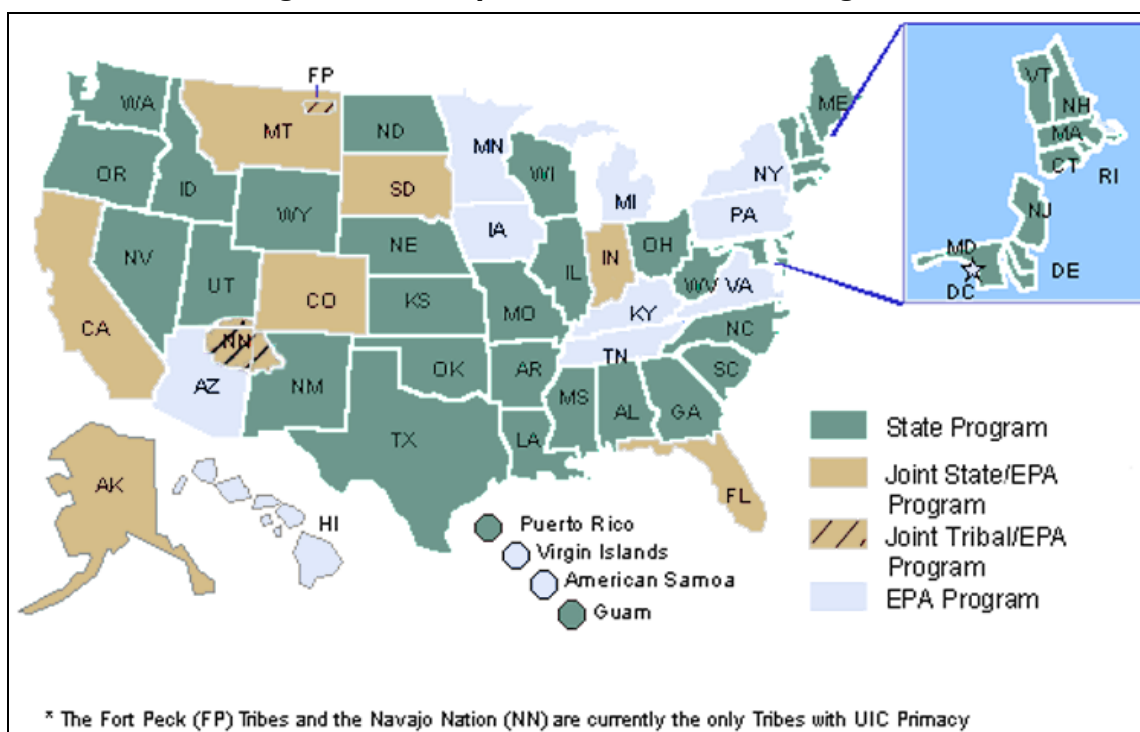 FP
WA
MT
ND
MN
ME
VT
NH
MA
CT
RI
NJ
MD
DE
DC
OR
ID
WY
SD
WI
MI
NY
PA
IA
NE
NV
UT
CO
KS
IL
IN
OH
WV
VA
MO
KY
CA
NN
AZ
NM
OK
AR
TN
NC
SC
MS
AL
GA
TX
LA
FL
AK
HI
Puerto Rico
Virgin Islands
American Samoa
Guam
State Program
Joint State/EPA
Program
Joint Tribal/EPA
Program
EPA Program
* The Fort Peck (FP) Tribes and the Navajo Nation (NN) are currently the only Tribes with UIC Primacy